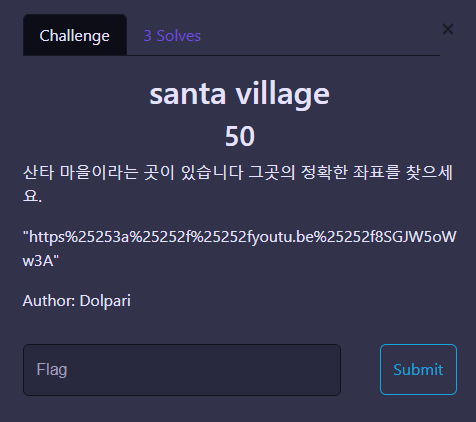 Challenge
3 Solves
×
santa village
50
산타 마을이라는 곳이 있습니다 그곳의 정확한 좌표를 찾으세
요.
"https%25253a%25252f%25252fyoutu.be%25252f8SGJW5oW
w3A"
Author: Dolpari
Flag
Submit